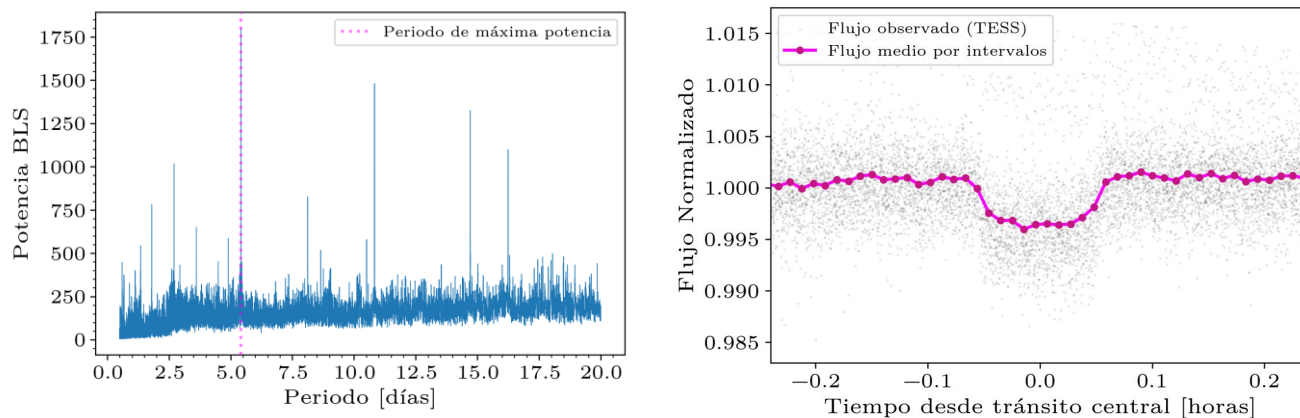 Potencia BLS
1750
1500
1250
1000
750
500
250
0
0.0 2.5 5.0 7.5 10.0 12.5 15.0 17.5 20.0
Periodo [días]
Periodo de máxima potencia
Flujo Normalizado
1.015
1.010
1.005
1.000
0.995
0.990
0.985
−0.2 −0.1 0.0 0.1 0.2
Tiempo desde tránsito central [horas]
Flujo observado (TESS)
Flujo medio por intervalos